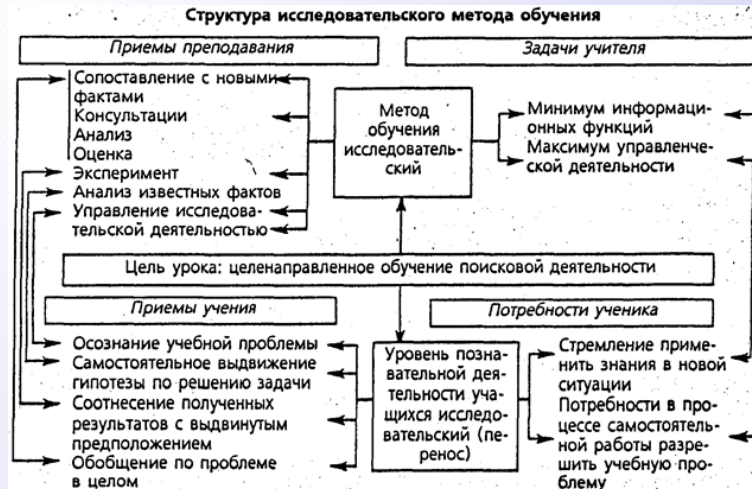 Структура исследовательского метода обучения
Приемы преподавания
Задачи учителя
Сопоставление с новыми
фактами
Консультации
Анализ
Оценка
Эксперимент
Анализ известных фактов
Управление исследова-
тельской деятельностью
Метод
обучения
исследователь-
ский
Минимум информаци-
онных функций
Максимум управленче-
ской деятельности
Цель урока: целенаправленное обучение поисковой деятельности
Приемы учения
Потребности ученика
Осознание учебной проблемы
Самостоятельное выдвижение
гипотезы по решению задачи
Соотнесение полученных
результатов с выдвинутым
предположением
Обобщение по проблеме
в целом
Уровень позна-
вательной дея-
тельности уча-
щихся исследо-
вательский (пе-
ренос)
Стремление приме-
нить знания в новой
ситуации
Потребности в про-
цессе самостоятель-
ной работы разре-
шить учебную про-
блему